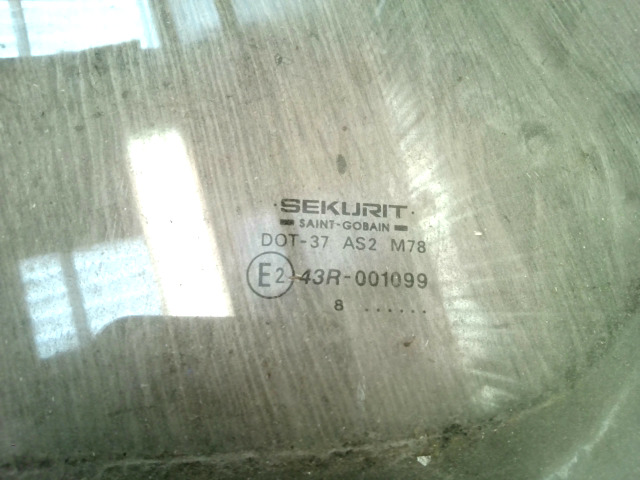 ·SEKURIT·
SAINT-GOBAIN
DOT-37 AS2 M78
E2 43R-001099
8 ......